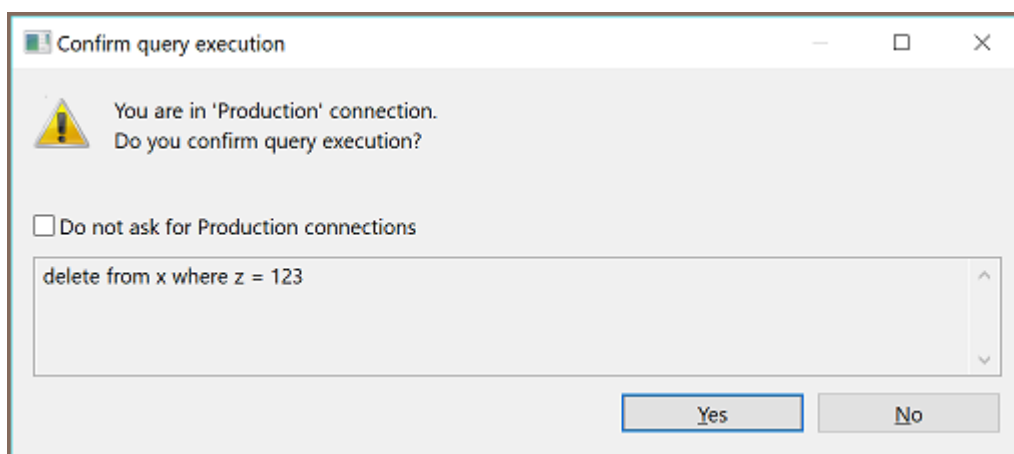 Confirm query execution
You are in 'Production' connection.
Do you confirm query execution?
Do not ask for Production connections
delete from x where z = 123
Yes
No